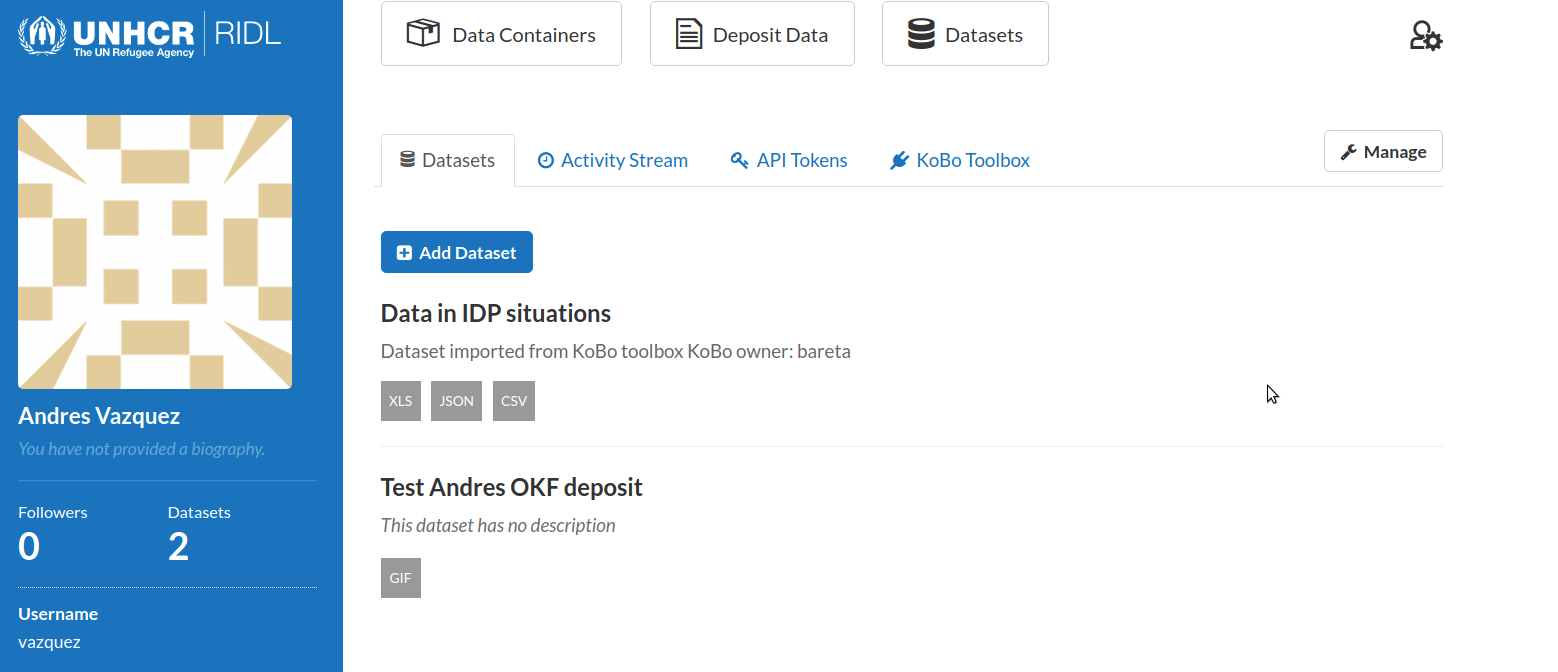 UNHCR RIDL
The UN Refugee Agency
Data Containers
Deposit Data
Datasets
Datasets
Activity Stream
API Tokens
KoBo Toolbox
Manage
Andres Vazquez
You have not provided a biography.
Followers
Datasets
0
2
Username
vazquez
Add Dataset
Data in IDP situations
Dataset imported from KoBo toolbox KoBo owner: bareta
XLS
JSON
CSV
Test Andres OKF deposit
This dataset has no description
GIF